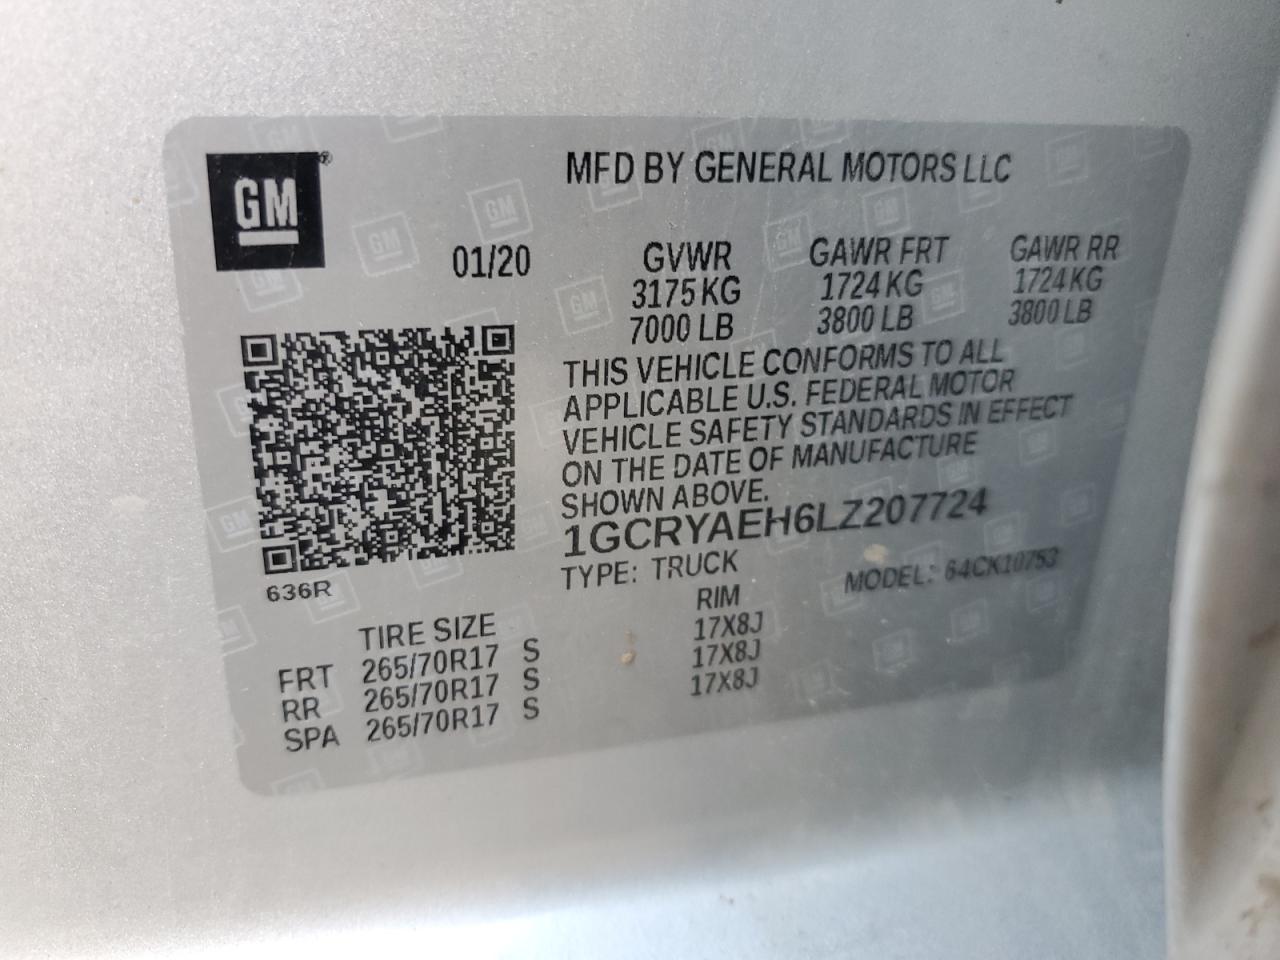 GM®
MFD BY GENERAL MOTORS LLC
01/20
GVWR GAWR FRT GAWR RR
3175 KG 1724 KG 1724 KG
7000 LB 3800 LB 3800 LB
THIS VEHICLE CONFORMS TO ALL
APPLICABLE U.S. FEDERAL MOTOR
VEHICLE SAFETY STANDARDS IN EFFECT
ON THE DATE OF MANUFACTURE
SHOWN ABOVE.
1GCRYAEH6LZ207724
636R
TYPE: TRUCK MODEL: 64CK10753
TIRE SIZE RIM
FRT 265/70R17 S 17X8J
RR 265/70R17 S 17X8J
SPA 265/70R17 S 17X8J